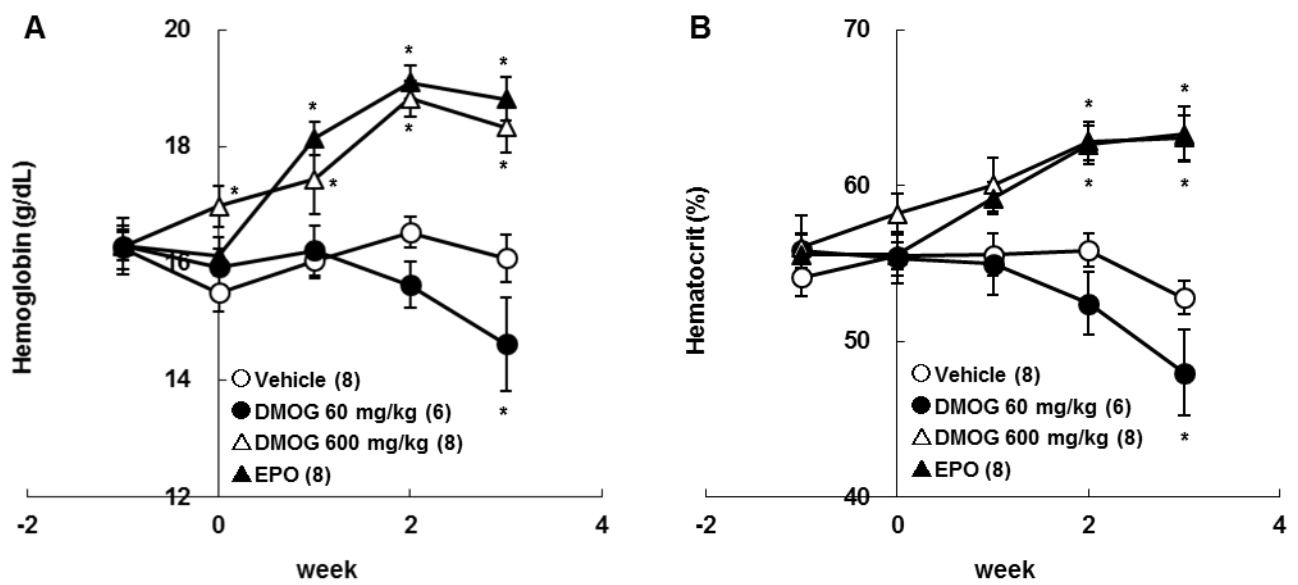 A
20
*
*
*
18
*
*
*
*
16
Hemoglobin (g/dL)
14
Vehicle (8)
DMOG 60 mg/kg (6)
*
DMOG 600 mg/kg (8)
EPO (8)
12
-2
0
2
4
week
B
70
*
*
60
*
*
Hematocrit (%)
50
Vehicle (8)
DMOG 60 mg/kg (6)
*
DMOG 600 mg/kg (8)
EPO (8)
40
-2
0
2
4
week